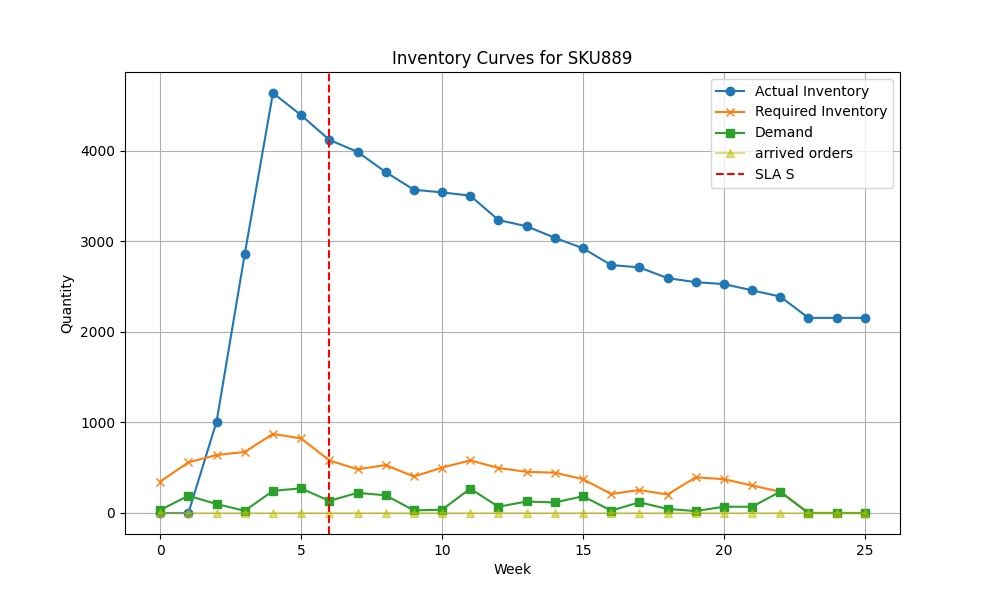 Inventory Curves for SKU889
Actual Inventory
Required Inventory
Demand
arrived orders
SLA S
Quantity
4000
3000
2000
1000
0
0 5 10 15 20 25
Week